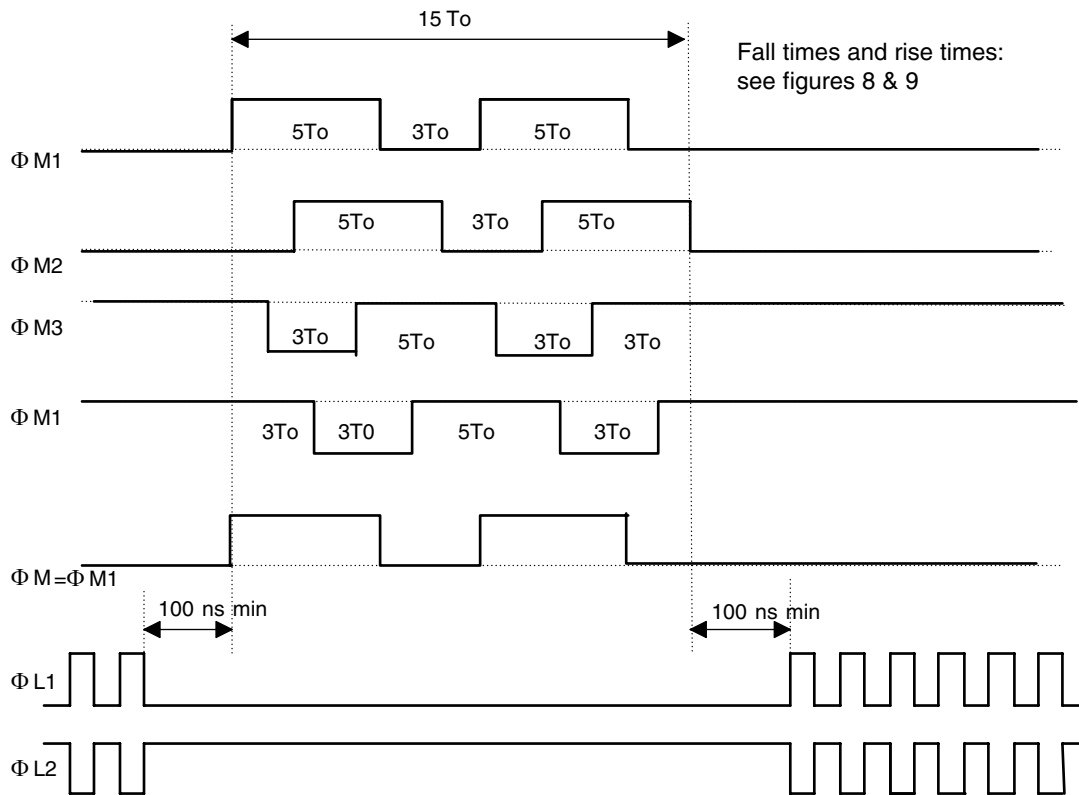 15 To
Fall times and rise times:
see figures 8 & 9
5To 3To 5To
Φ M1
5To 3To 5To
Φ M2
Φ M3
3To 5To 3To 3To
Φ M1
3To 3T0 5To 3To
Φ M=Φ M1
100 ns min 100 ns min
Φ L1
Φ L2